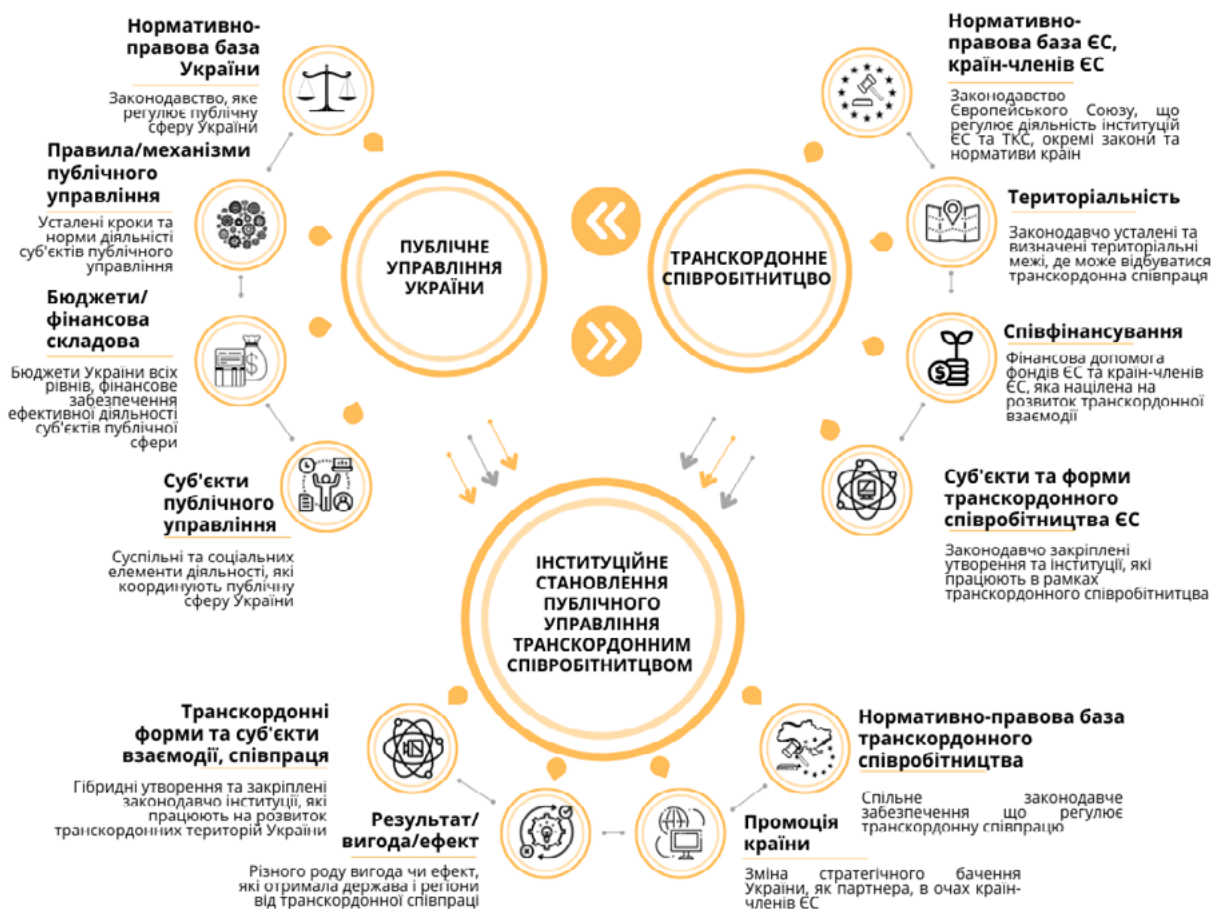 Нормативно-
правова база
України
Законодавство, яке
регулює публічну
сферу України
Правила/механізми
публічного
управління
Усталені кроки та
норми діяльністі
суб'єктів публічного
управління
Бюджети/
фінансова
складова
Бюджети України всіх
рівнів, фінансове
забезпечення
ефективної діяльності
суб'єктів публічної
сфери
Суб'єкти
публічного
управління
Суспільні та соціальних
елементи діяльності, які
координують публічну
сферу України
ПУБЛІЧНЕ
УПРАВЛІННЯ
УКРАЇНИ
ТРАНСКОРДОННЕ
СПІВРОБІТНИТЦВО
Нормативно-
правова база ЄС,
країн-членів ЄС
Законодавство
Європейського Союзу, що
регулює діяльність інституцій
ЄС та ТКС, окремі закони та
нормативи країн
Територіальність
Законодавчо усталені та
визначені територіальні
межі, де може відбуватися
транскордонна співпраця
Співфінансування
Фінансова допомога
фондів ЄС та країн-членів
ЄС, яка націлена на
розвиток транскордонної
взаємодії
Суб'єкти та форми
транскордонного
співробітництва ЄС
Законодавчо закріплені
утворення та інституції, які
працюють в рамках
транскордонного співробітнитцва
ІНСТИТУЦІЙНЕ
СТАНОВЛЕННЯ
ПУБЛІЧНОГО
УПРАВЛІННЯ
ТРАНСКОРДОННИМ
СПІВРОБІТНИТЦВОМ
Транскордонні
форми та суб'єкти
взаємодії, співпраця
Гібридні утворення та закріплені
законодавчо інституції, які
працюють на розвиток
транскордонних територій України
Результат/
вигода/ефект
Різного роду вигода чи ефект,
які отримала держава і регіони
від транскордонної співпраці
Промоція
країни
Зміна стратегічного бачення
України, як партнера, в очах країн-
членів ЄС
Нормативно-правова база
транскордонного
співробітництва
Спільне законодавче
забезпечення що регулює
транскордонну співпрацю